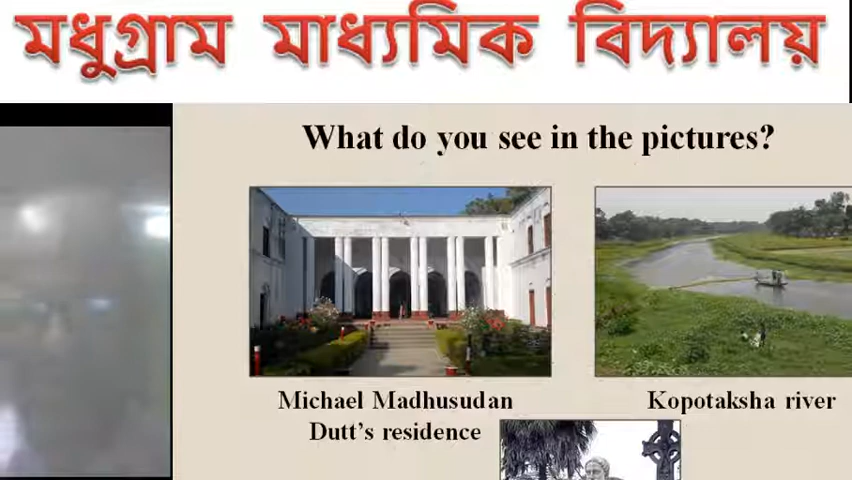 মধুগ্রাম মাধ্যমিক বিদ্যালয়
What do you see in the pictures?
Michael Madhusudan
Dutt's residence
Kopotaksha river